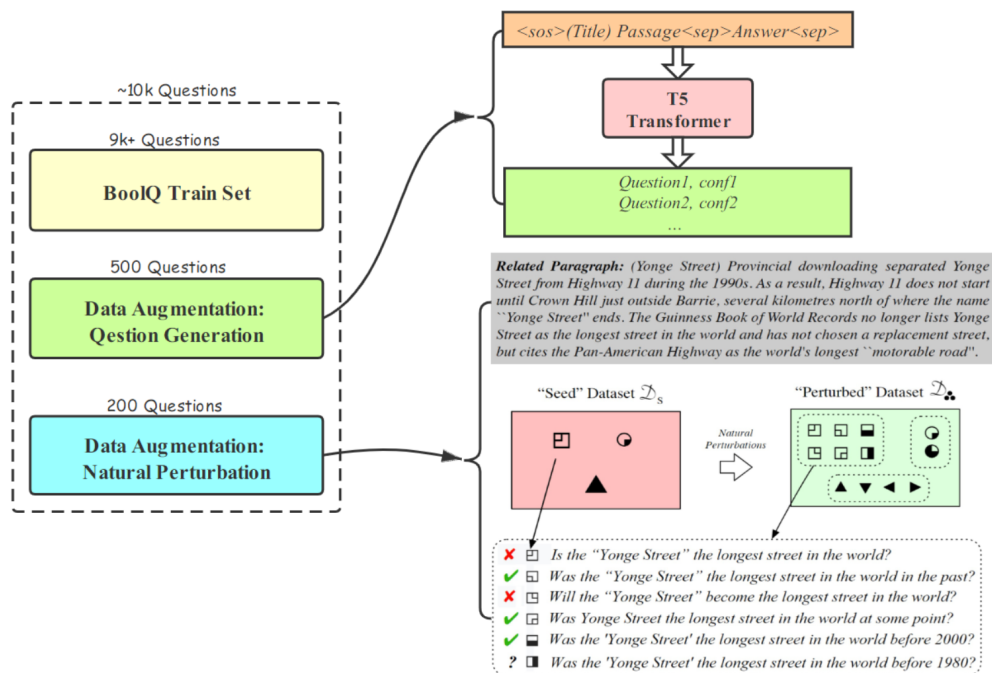 ~10k Questions
9k+ Questions
BoolQ Train Set
500 Questions
Data Augmentation:
Qestion Generation
200 Questions
Data Augmentation:
Natural Perturbation
<sos>(Title) Passage<sep>Answer<sep>
T5
Transformer
Question1, conf1
Question2, conf2
...
Related Paragraph: (Yonge Street) Provincial downloading separated Yonge
Street from Highway 11 during the 1990s. As a result, Highway 11 does not start
until Crown Hill just outside Barrie, several kilometres north of where the name
``Yonge Street'' ends. The Guinness Book of World Records no longer lists Yonge
Street as the longest street in the world and has not chosen a replacement street,
but cites the Pan-American Highway as the world's longest ``motorable road''.
“Seed” Dataset 𝒟s
Natural
Perturbations
“Perturbed” Dataset 𝒟
✘ Is the “Yonge Street” the longest street in the world?
✔ Was the “Yonge Street” the longest street in the world in the past?
✘ Will the “Yonge Street” become the longest street in the world?
✔ Was Yonge Street the longest street in the world at some point?
✔ Was the 'Yonge Street' the longest street in the world before 2000?
? Was the 'Yonge Street' the longest street in the world before 1980?